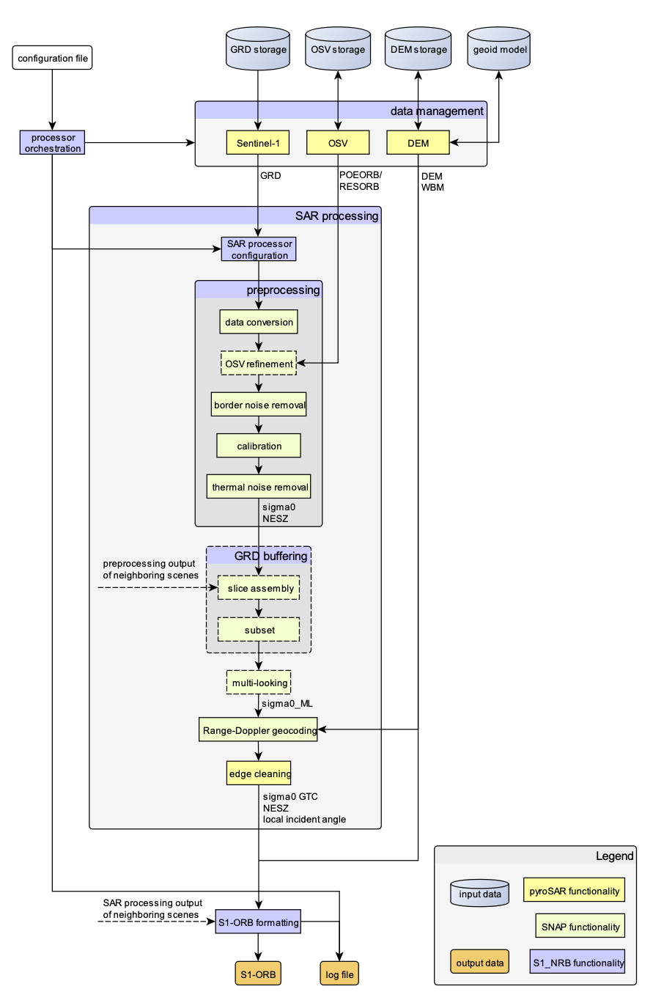 GRD storage
OSV storage
DEM storage
geoid model
configuration file
data management
processor
orchestration
Sentinel-1
OSV
DEM
GRD
POEORB/
RESORB
DEM
WBM
SAR processing
SAR processor
configuration
preprocessing
data conversion
OSV refinement
border noise removal
calibration
thermal noise removal
sigma0
NESZ
GRD buffering
preprocessing output
of neighboring scenes
slice assembly
subset
multi-looking
sigma0_ML
Range-Doppler geocoding
edge cleaning
sigma0 GTC
NESZ
local incident angle
SAR processing output
of neighboring scenes
S1-ORB formatting
S1-ORB
log file
Legend
input data
pyroSAR functionality
SNAP functionality
output data
S1_NRB functionality